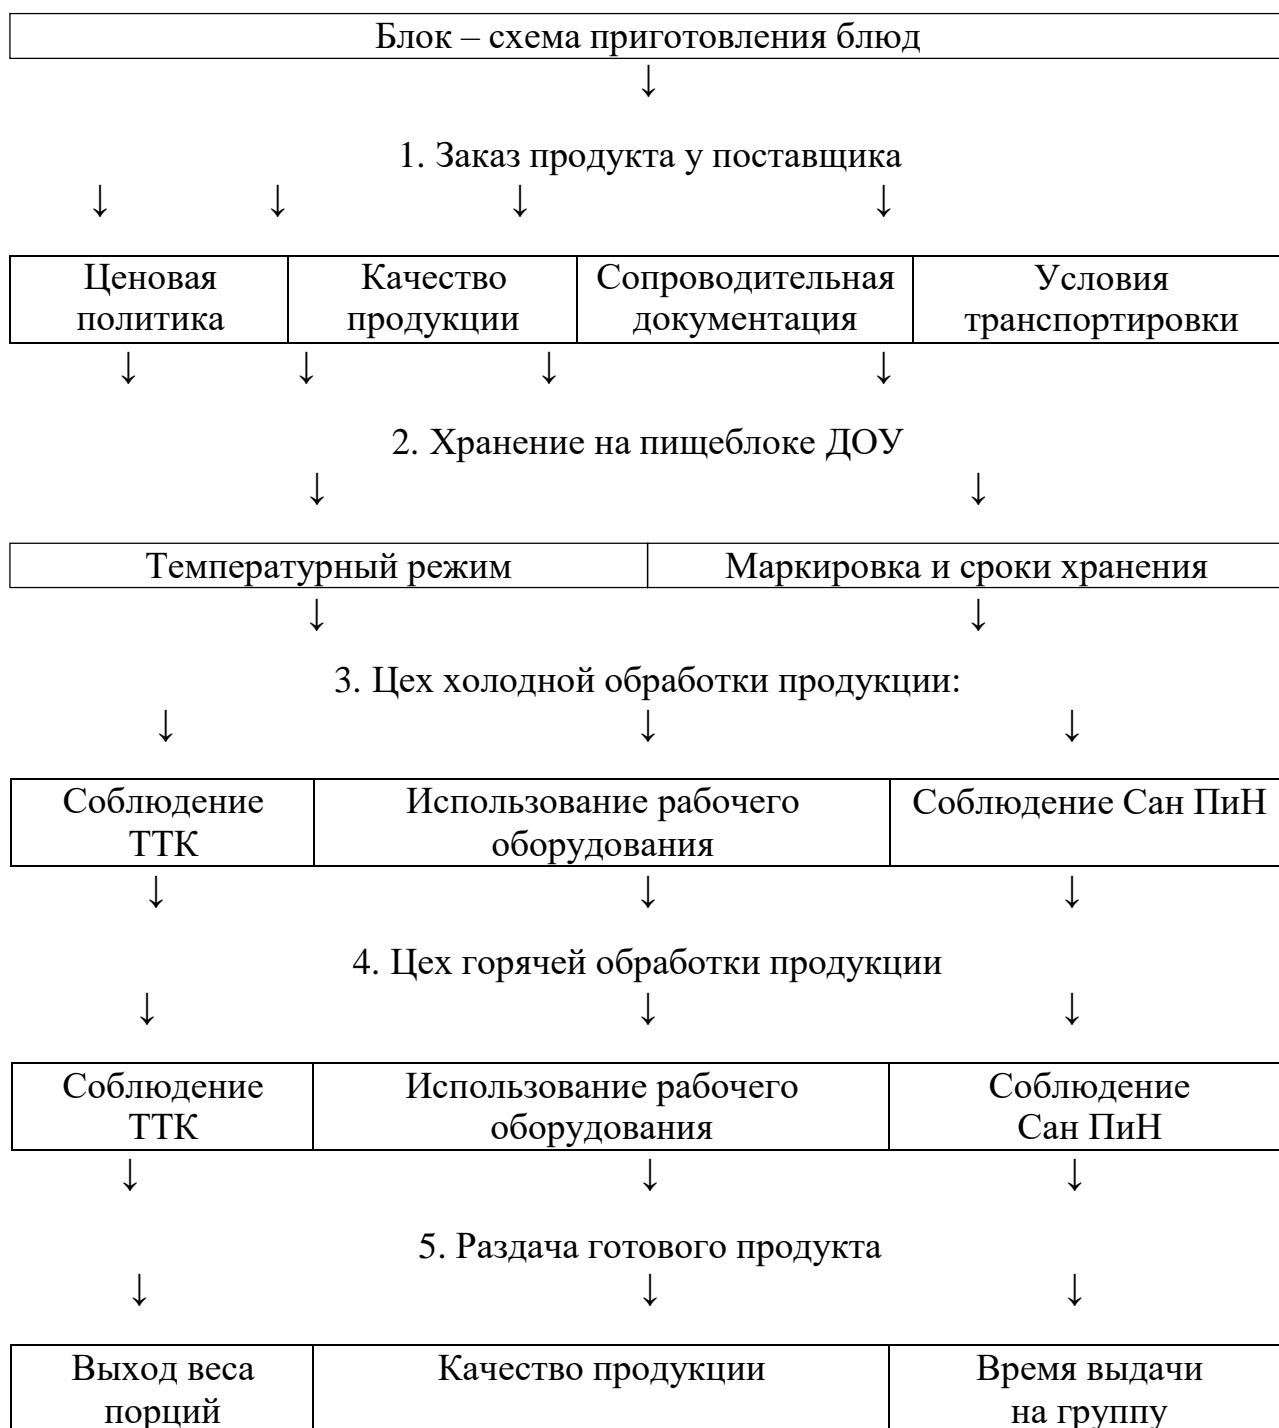 Блок – схема приготовления блюд
↓
1. Заказ продукта у поставщика
↓ ↓ ↓ ↓
Ценовая политика Качество продукции Сопроводительная документация Условия транспортировки
↓ ↓ ↓ ↓
2. Хранение на пищеблоке ДОУ
↓ ↓
Температурный режим Маркировка и сроки хранения
↓ ↓
3. Цех холодной обработки продукции:
↓ ↓ ↓
Соблюдение ТТК Использование рабочего оборудования Соблюдение Сан ПиН
↓ ↓ ↓
4. Цех горячей обработки продукции
↓ ↓ ↓
Соблюдение ТТК Использование рабочего оборудования Соблюдение Сан ПиН
↓ ↓ ↓
5. Раздача готового продукта
↓ ↓ ↓
Выход веса порций Качество продукции Время выдачи на группу